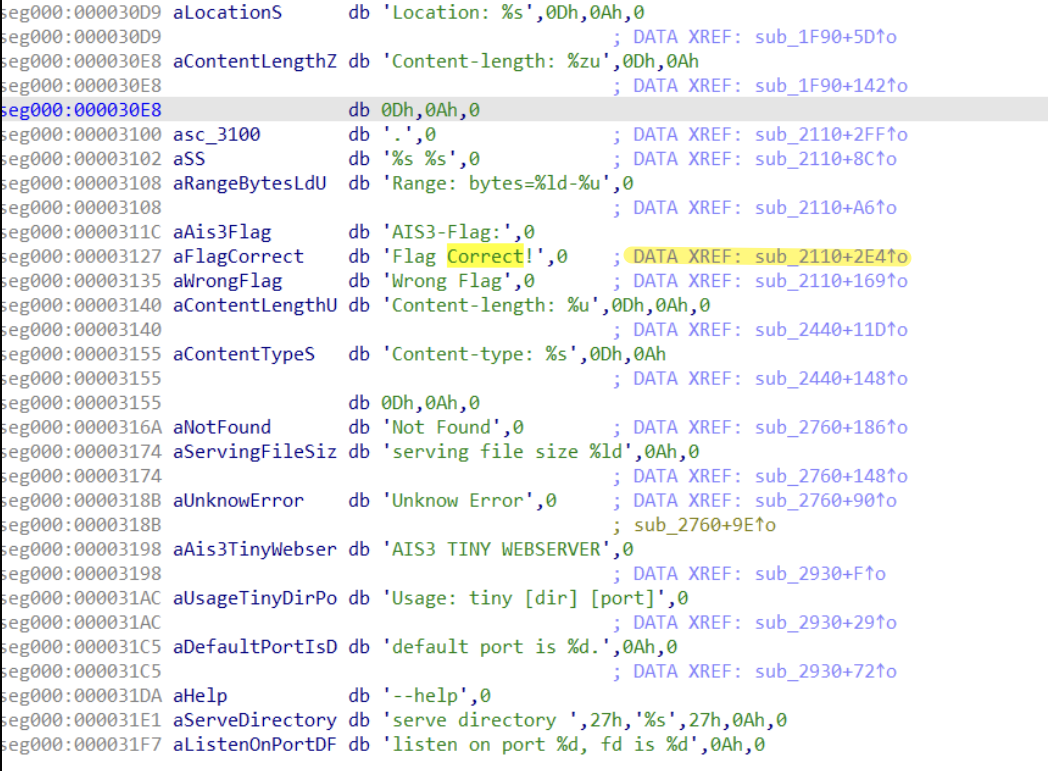 seg000:000030D9 aLocationS db 'Location: %s',0Dh,0Ah,0
seg000:000030D9 ; DATA XREF: sub_1F90+5D↑o
seg000:000030E8 aContentLengthZ db 'Content-length: %zu',0Dh,0Ah
seg000:000030E8 ; DATA XREF: sub_1F90+142↑o
seg000:000030E8 db 0Dh,0Ah,0
seg000:00003100 asc_3100 db '.',0 ; DATA XREF: sub_2110+2FF↑o
seg000:00003102 aSS db '%s %s',0 ; DATA XREF: sub_2110+8C↑o
seg000:00003108 aRangeBytesLdU db 'Range: bytes=%ld-%u',0
seg000:00003108 ; DATA XREF: sub_2110+A6↑o
seg000:0000311C aAis3Flag db 'AIS3-Flag:',0
seg000:00003127 aFlagCorrect db 'Flag Correct!',0 ; DATA XREF: sub_2110+2E4↑o
seg000:00003135 aWrongFlag db 'Wrong Flag',0 ; DATA XREF: sub_2110+169↑o
seg000:00003140 aContentLengthU db 'Content-length: %u',0Dh,0Ah,0
seg000:00003140 ; DATA XREF: sub_2440+11D↑o
seg000:00003155 aContentTypeS db 'Content-type: %s',0Dh,0Ah
seg000:00003155 ; DATA XREF: sub_2440+148↑o
seg000:00003155 db 0Dh,0Ah,0
seg000:0000316A aNotFound db 'Not Found',0 ; DATA XREF: sub_2760+186↑o
seg000:00003174 aServingFileSiz db 'serving file size %ld',0Ah,0
seg000:00003174 ; DATA XREF: sub_2760+148↑o
seg000:0000318B aUnknowError db 'Unknow Error',0 ; DATA XREF: sub_2760+90↑o
seg000:0000318B ; sub_2760+9E↑o
seg000:00003198 aAis3TinyWebser db 'AIS3 TINY WEBSERVER',0
seg000:00003198 ; DATA XREF: sub_2930+F↑o
seg000:000031AC aUsageTinyDirPo db 'Usage: tiny [dir] [port]',0
seg000:000031AC ; DATA XREF: sub_2930+29↑o
seg000:000031C5 aDefaultPortIsD db 'default port is %d.',0Ah,0
seg000:000031C5 ; DATA XREF: sub_2930+72↑o
seg000:000031DA aHelp db '--help',0
seg000:000031E1 aServeDirectory db 'serve directory ',27h,'%s',27h,0Ah,0
seg000:000031F7 aListenOnPortDF db 'listen on port %d, fd is %d',0Ah,0